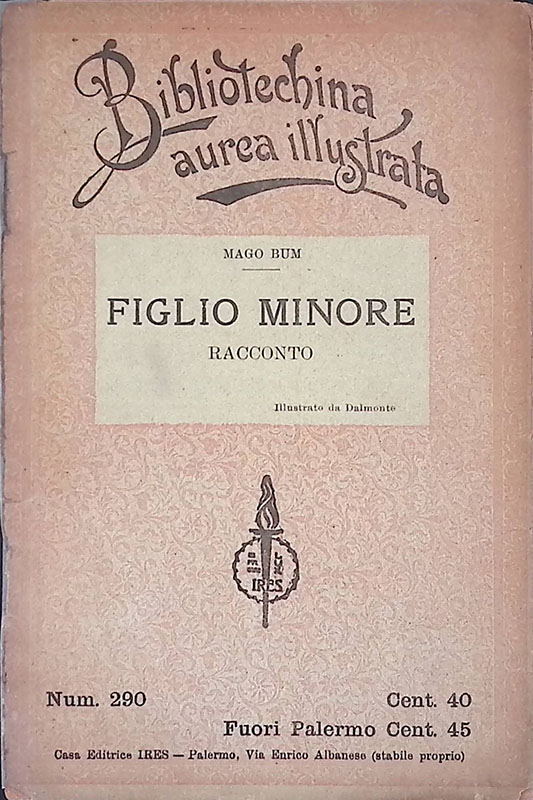 Bibliotechina
aurea illustrata
MAGO BUM
FIGLIO MINORE
RACCONTO
Illustrato da Dalmonte
IRES
Num. 290
Cent. 40
Fuori Palermo Cent. 45
Casa Editrice IRES — Palermo, Via Enrico Albanese (stabile proprio)